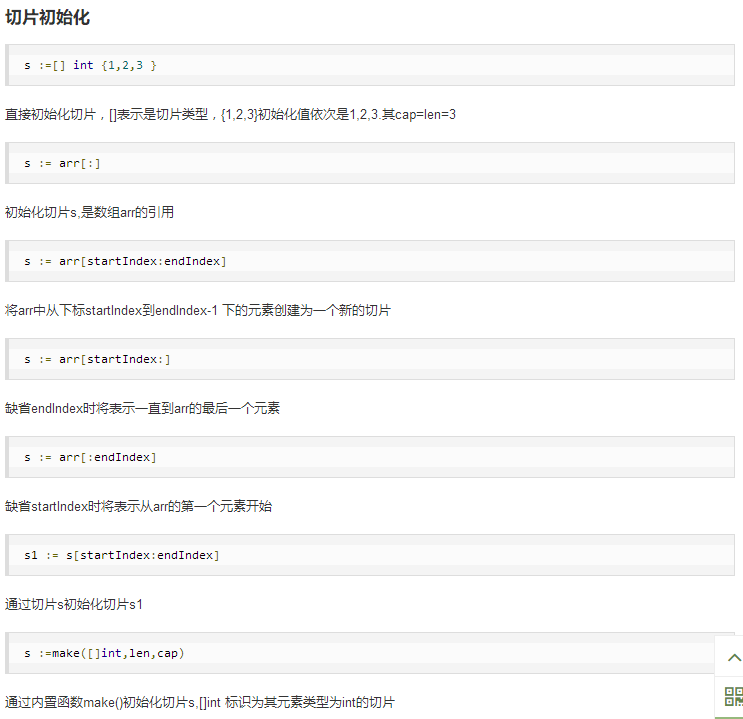 切片初始化
s :=[] int {1,2,3 }
直接初始化切片，[]表示是切片类型，{1,2,3}初始化值依次是1,2,3.其cap=len=3
s := arr[:]
初始化切片s,是数组arr的引用
s := arr[startIndex:endIndex]
将arr中从下标startIndex到endIndex-1 下的元素创建为一个新的切片
s := arr[startIndex:]
缺省endIndex时将表示一直到arr的最后一个元素
s := arr[:endIndex]
缺省startIndex时将表示从arr的第一个元素开始
s1 := s[startIndex:endIndex]
通过切片s初始化切片s1
s :=make([]int,len,cap)
通过内置函数make()初始化切片s,[]int 标识为其元素类型为int的切片